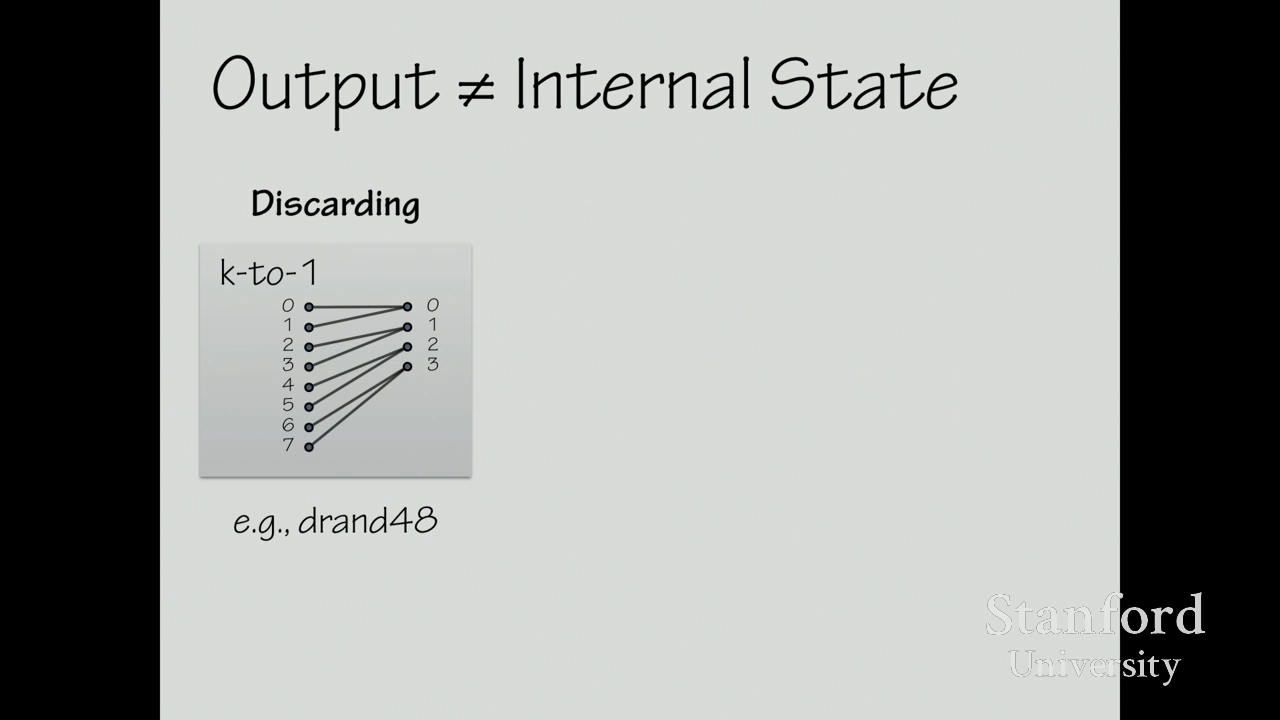 Output ≠ Internal State
Discarding
k-to-1
0 0
1 1
2 2
3 3
4
5
6
7
e.g., drand48
Stanford
University